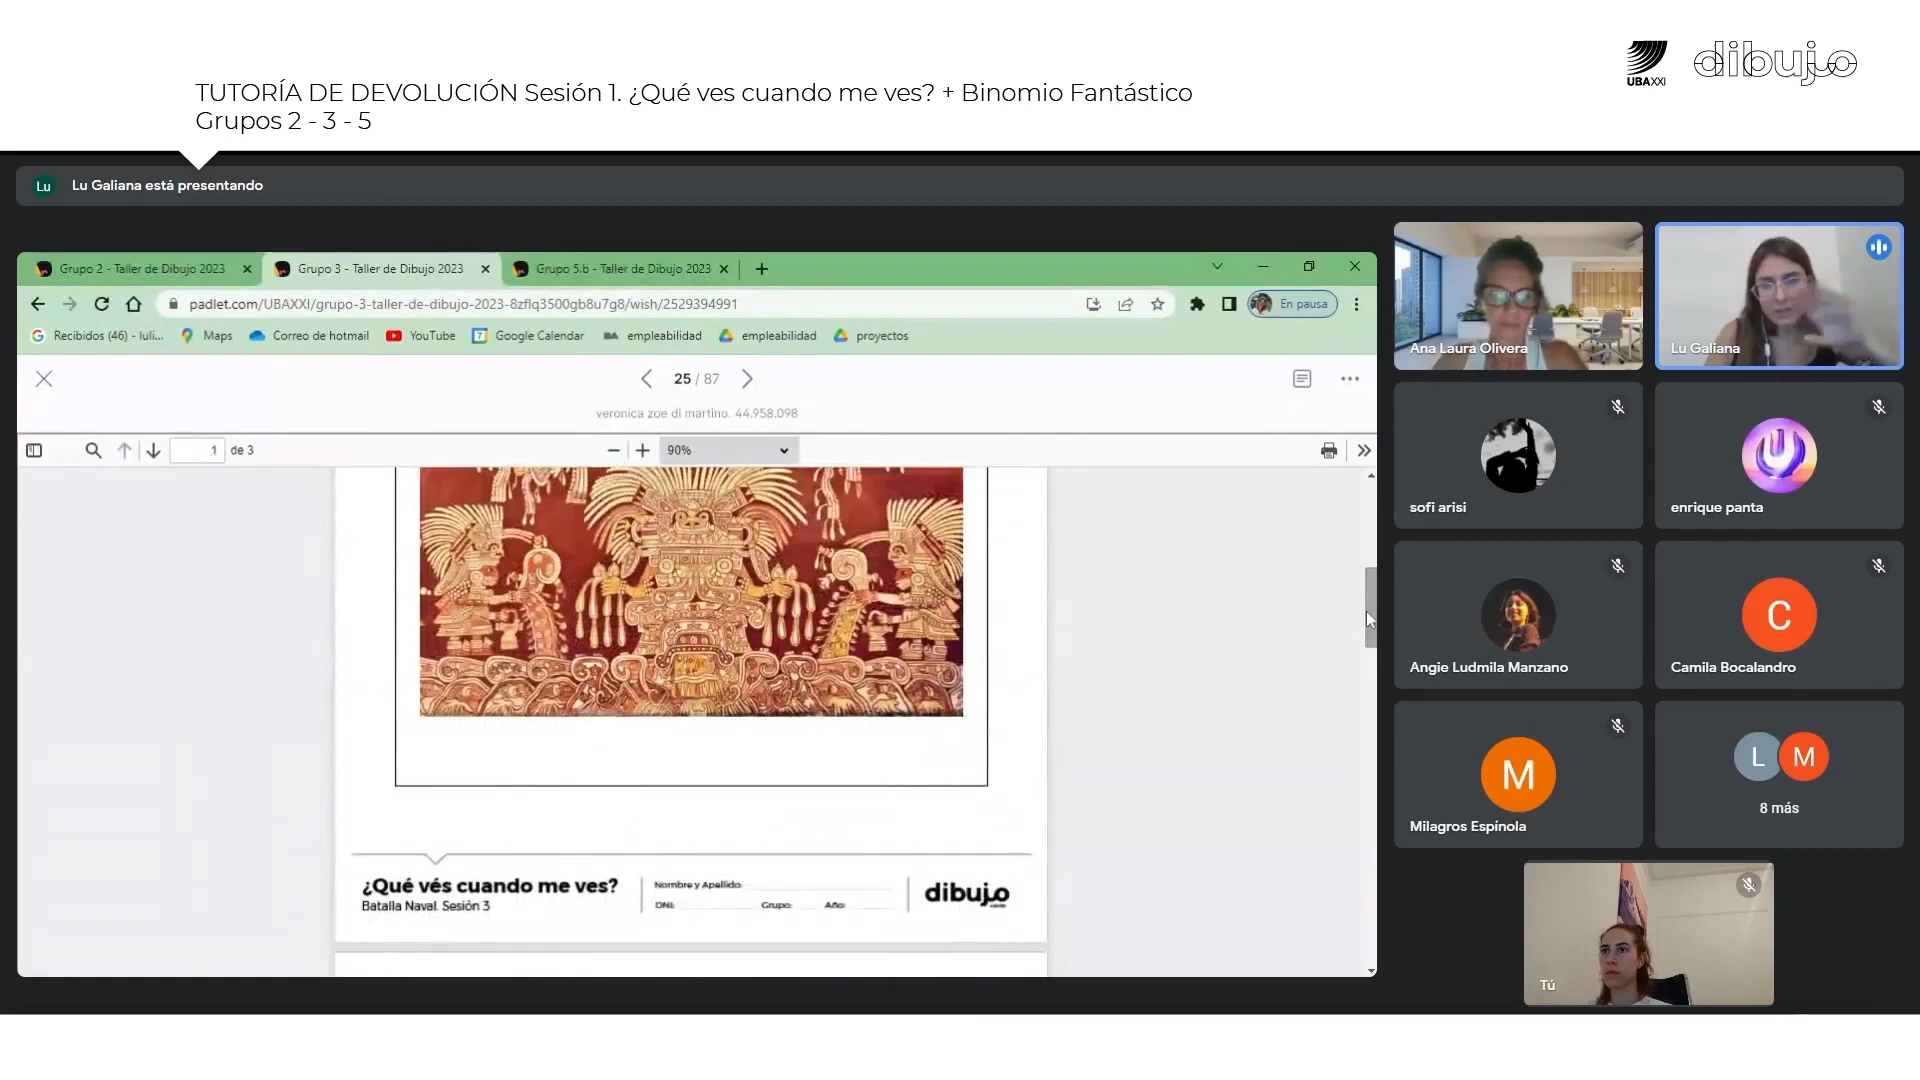 TUTORÍA DE DEVOLUCIÓN Sesión 1. ¿Qué ves cuando me ves? + Binomio Fantástico
Grupos 2 - 3 - 5
UBAXXI
dibujo
Lu
Lu Galiana está presentando
Grupo 2 - Taller de Dibujo 2023
Grupo 3 - Taller de Dibujo 2023
Grupo 5.b - Taller de Dibujo 2023
padlet.com/UBAXXI/grupo-3-taller-de-dibujo-2023-8zflq3500gb8u7g8/wish/2529394991
En pausa
Recibidos (46) - luli...
Maps
Correo de hotmail
YouTube
7
Google Calendar
empleabilidad
empleabilidad
proyectos
25 / 87
veronica zoe di martino. 44.958.098
1 de 3
90%
¿Qué vés cuando me ves?
Batalla Naval. Sesión 3
Nombre y Apellido:
DNI: Grupo: Año:
dibujo
Ana Laura Olivera
Lu Galiana
sofi arisi
enrique panta
Angie Ludmila Manzano
C
Camila Bocalandro
M
Milagros Espínola
L M
8 más
Tú